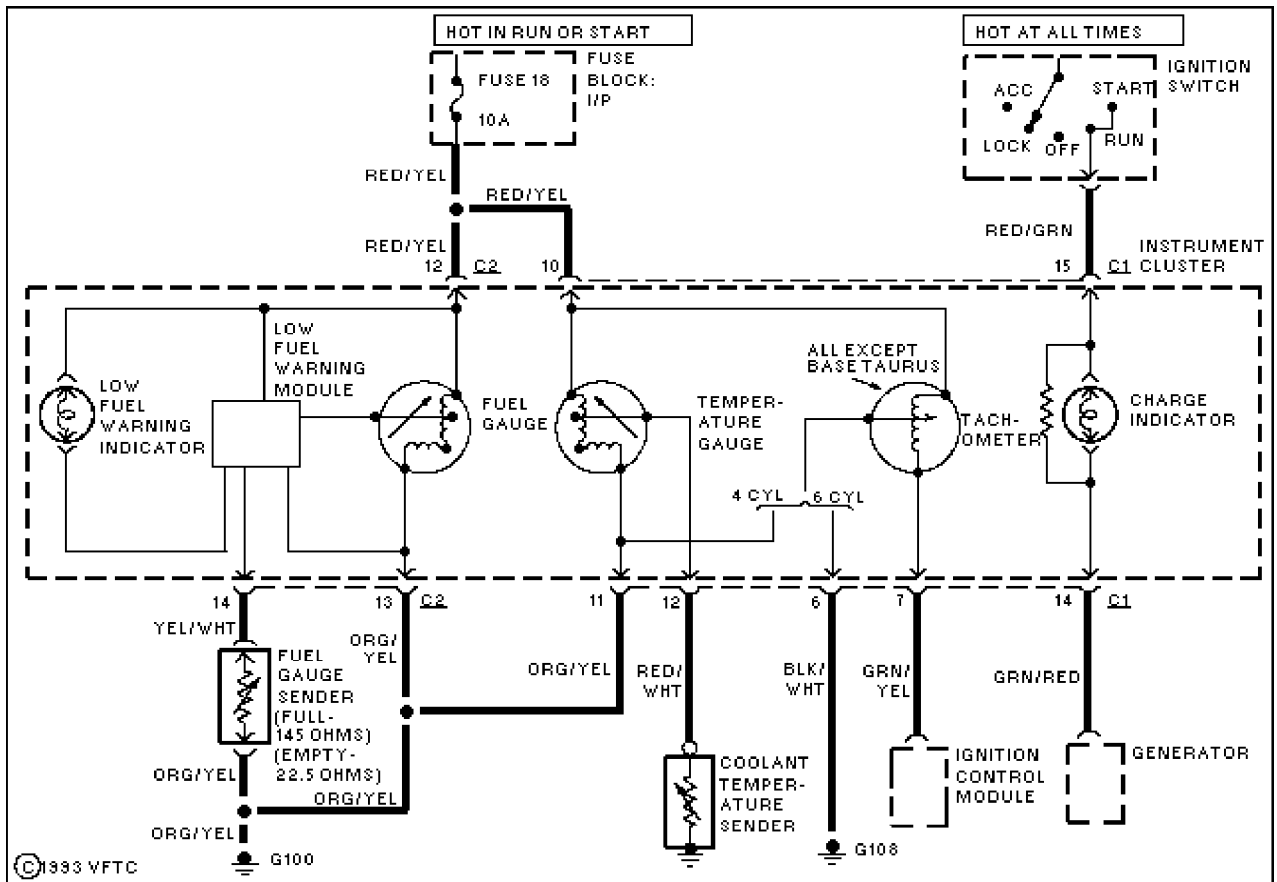 HOT IN RUN OR START
HOT AT ALL TIMES
FUSE 18
10A
FUSE
BLOCK:
I/P
ACC
START
LOCK
OFF
RUN
IGNITION
SWITCH
RED/YEL
RED/YEL
RED/YEL
RED/GRN
12
C2
10
15
C1
INSTRUMENT
CLUSTER
LOW
FUEL
WARNING
INDICATOR
LOW
FUEL
WARNING
MODULE
FUEL
GAUGE
TEMPER-
ATURE
GAUGE
ALL EXCEPT
BASE TAURUS
TACH-
OMETER
CHARGE
INDICATOR
4 CYL
6 CYL
14
13
C2
11
12
6
7
14
C1
YEL/WHT
ORG/
YEL
ORG/YEL
RED/
WHT
BLK/
WHT
GRN/
YEL
GRN/RED
FUEL
GAUGE
SENDER
(FULL-
145 OHMS)
(EMPTY-
22.5 OHMS)
ORG/YEL
ORG/YEL
ORG/YEL
G100
COOLANT
TEMPER-
ATURE
SENDER
G108
IGNITION
CONTROL
MODULE
GENERATOR
©1993 VFTC